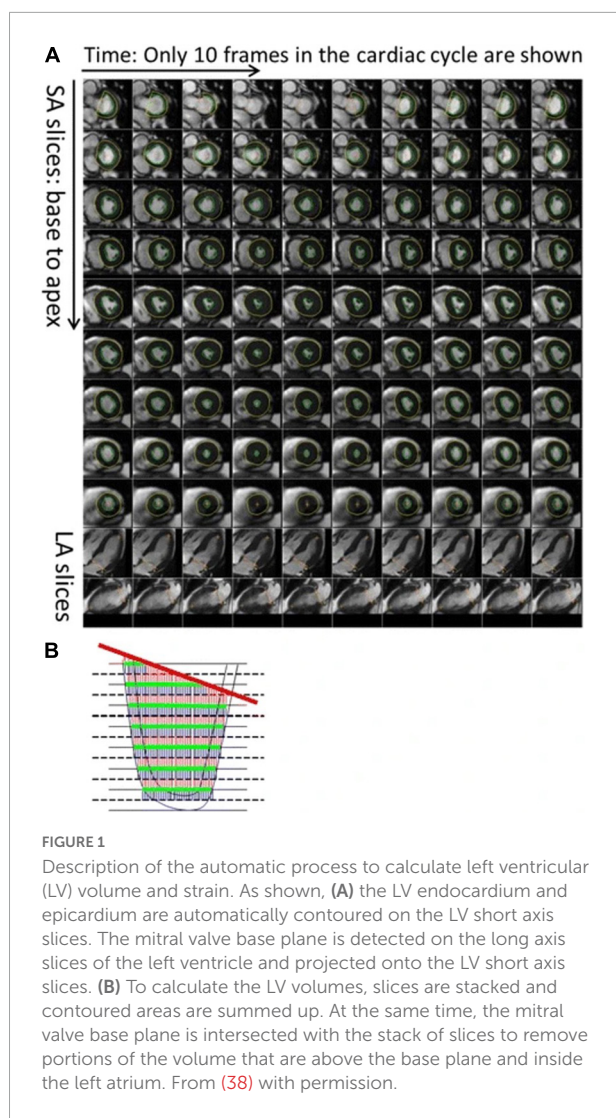 A Time: Only 10 frames in the cardiac cycle are shown
SA slices: base to apex
LA slices
B
FIGURE 1
Description of the automatic process to calculate left ventricular
(LV) volume and strain. As shown, (A) the LV endocardium and
epicardium are automatically contoured on the LV short axis
slices. The mitral valve base plane is detected on the long axis
slices of the left ventricle and projected onto the LV short axis
slices. (B) To calculate the LV volumes, slices are stacked and
contoured areas are summed up. At the same time, the mitral
valve base plane is intersected with the stack of slices to remove
portions of the volume that are above the base plane and inside
the left atrium. From (38) with permission.